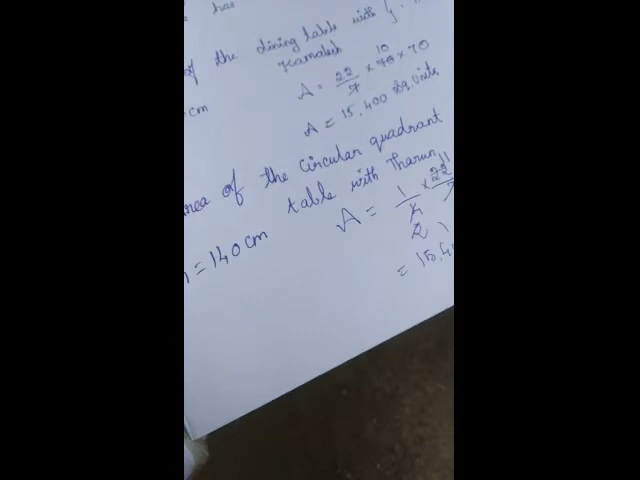 has
of the dining table with
Kamalesh
cm
A = 22/7 × 70 × 70
10
A = 15,400 Sq. Units
area of the circular quadrant
table with Tharun
= 140 cm
A = 1/4 × 22/7
11
2
= 15,4